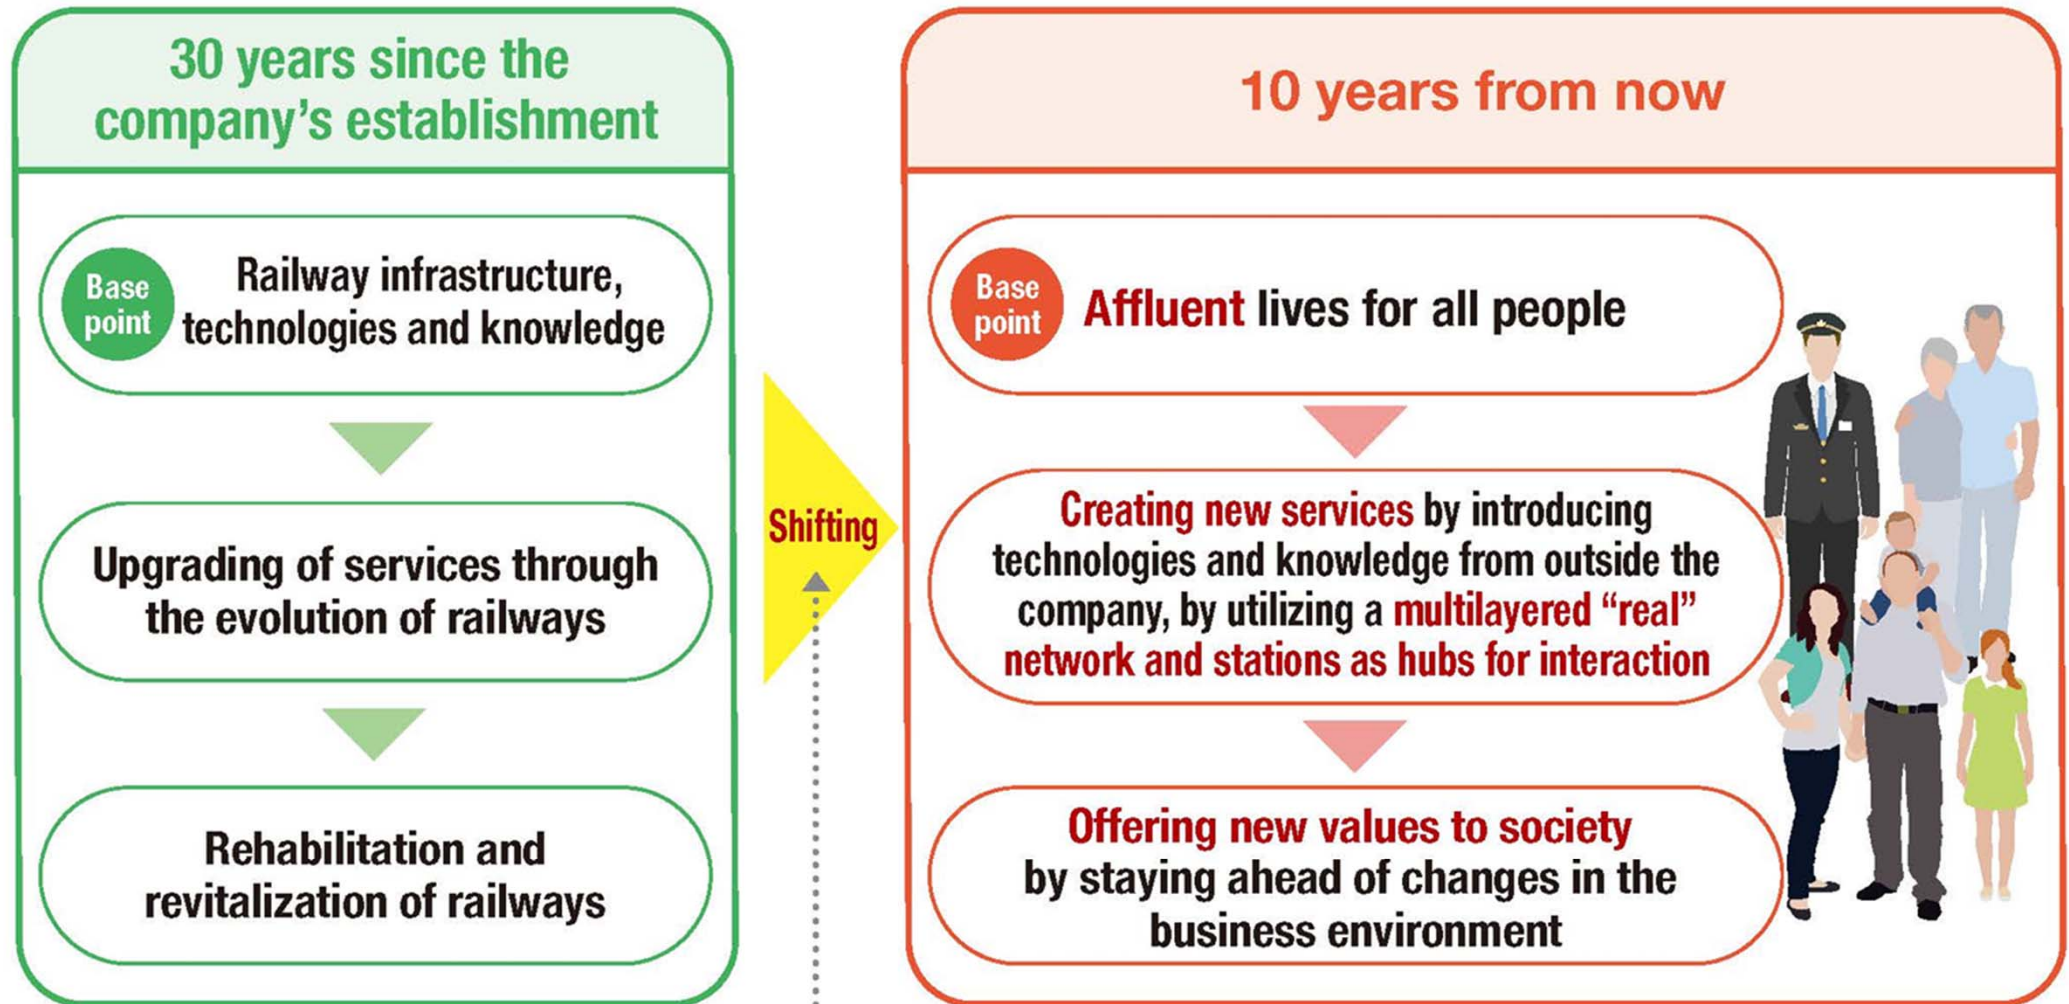 30 years since the
company's establishment
Base
point
Railway infrastructure,
technologies and knowledge
Upgrading of services through
the evolution of railways
Rehabilitation and
revitalization of railways
Shifting
10 years from now
Base
point
Affluent lives for all people
Creating new services by introducing
technologies and knowledge from outside the
company, by utilizing a multilayered “real”
network and stations as hubs for interaction
Offering new values to society
by staying ahead of changes in the
business environment